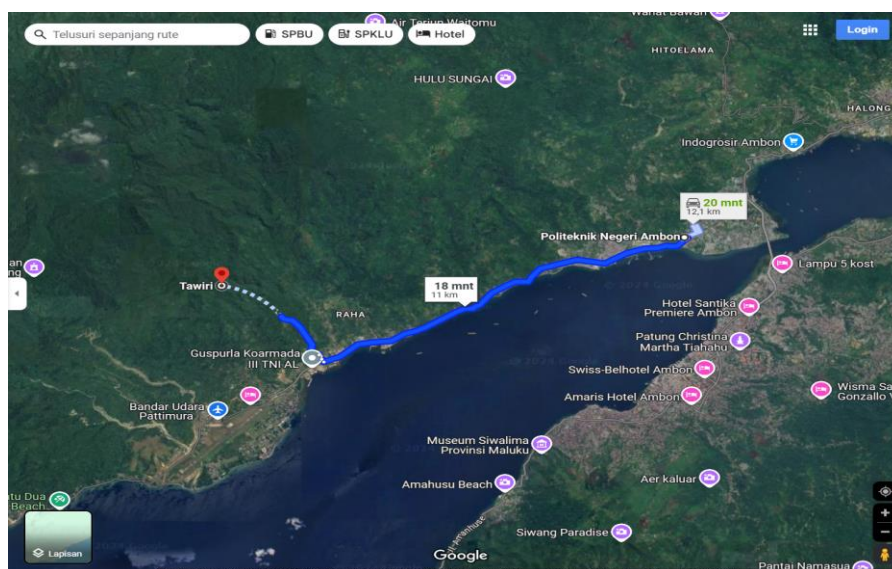 Telusuri sepanjang rute
SPBU
SPKLU
Hotel
Login
Air Terjun Waitomu
HITOELAMA
HULU SUNGAI
HALONG
Indogrosir Ambon
20 mnt
12,1 km
Politeknik Negeri Ambon
Lampu 5 kost
Tawiri
18 mnt
11 km
RAHA
Hotel Santika
Premiere Ambon
Guspurla Koarmada
III TNI AL
Patung Christina
Martha Tiahahu
Swiss-Belhotel Ambon
Amaris Hotel Ambon
Gonzallo
Bandar Udara
Pattimura
Museum Siwalima
Provinsi Maluku
Amahusu Beach
Aer kaluar
Dua
Beach
Siwang Paradise
Lapisan
Google
Pantai Namasua